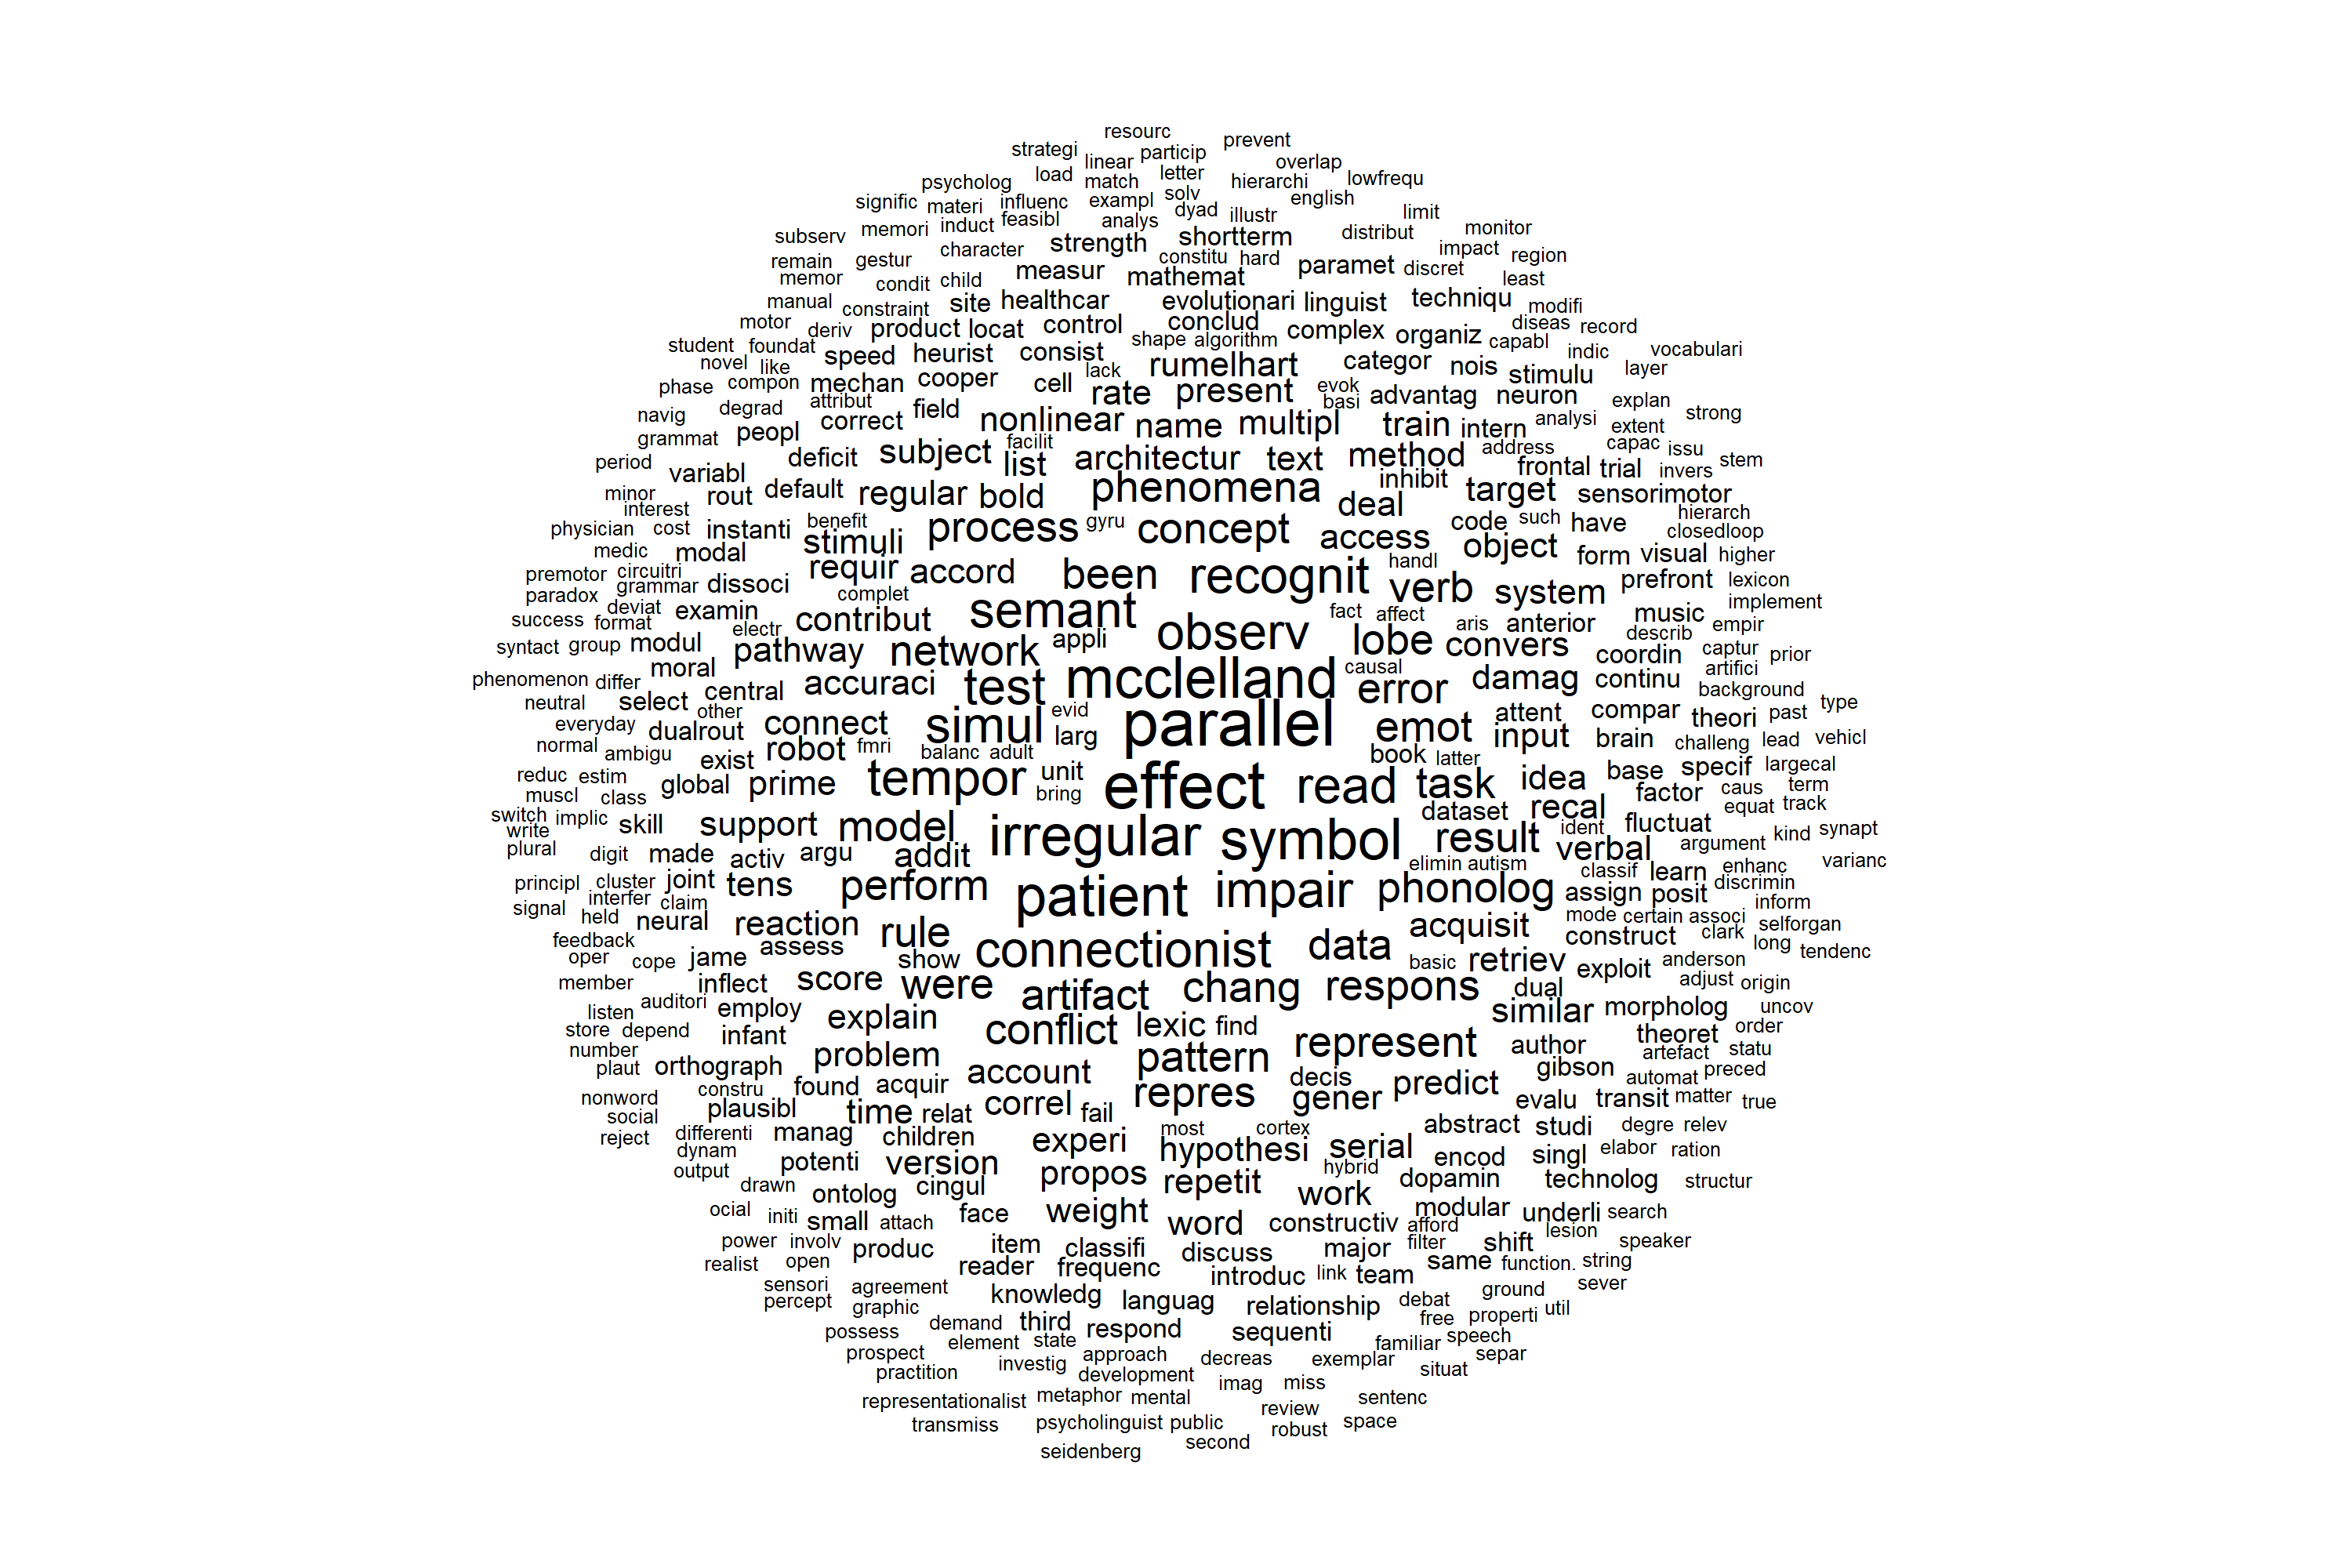 resourc
strategi linear particip prevent
psycholog load match letter overlap
signific materi influenc exampl solv hierarchi lowfrequ
subserv memori induct feasibl analys dyad illustr english limit
remain gestur character strength shortterm distribut impact monitor
memor condit child measur constitu hard mathemat paramet discret region least
manual constraint site healthcar evolutionari linguist techniqu modifi
motor deriv product locat control conclud complex organiz diseas record
student foundat speed heurist consist shape algorithm capabl indic vocabulari
novel like rumelhart categor nois stimulu layer
phase compon mechan cooper cell lack rate present evok basi advantag neuron explan
navig degrad attribut correct field nonlinear name multipl train intern analysi extent strong
grammat peopl subject facilit list architectur text method address capac issu
period variabl deficit phenomena inhibit frontal trial invers stem
minor interest rout default regular bold deal target sensorimotor
physician cost instanti benefit process gyru concept access code such have hierarch closedloop
medic modal stimuli object form visual higher
premotor circuitri grammar dissoci requir accord been recognit handl verb system prefront lexicon
paradox deviat examin complet semant fact affect implement
success format contribut electr observ lobe aris anterior music describ empir
syntact group modul pathway network appli convers coordin captur prior
phenomenon differ moral accuraci test mcclelland causal error damag continu artifici
neutral select central background
everyday other dualrout connect simul evid parallel emot attent compar theori past type
normal ambigu exist robot fmri balanc adult larg book latter input brain challeng lead vehicl
reduc estim global prime tempor unit effect read task idea base specif largecal
muscl class bring factor caus term
switch implic write skill support model irregular symbol dataset recal result ident fluctuat equat track
plural digit made activ argu addit elimin autism verbal argument kind synapt
principl cluster joint tens perform patient impair phonolog classif learn enhanc varianc
signal interfer claim assign posit discrimin inform
held neural reaction rule acquisit mode certain associ selforgan
feedback oper cope jame assess show connectionist data construct clark long tendenc
member inflect score were artifact chang basic respons retriev exploit anderson adjust origin
listen auditori employ dual similar morpholog uncov
store depend infant explain conflict lexic find theoret order
number plaut orthograph problem account pattern represent author artefact statu
nonword constru found acquir repres decis predict gibson automat preced
social plausibl time relat correl fail gener evalu transit matter true
reject differenti manag children experi most cortex abstract studi degre relev
dynam output potenti version hypothesi serial encod singl elabor ration
drawn ontolog cingul propos repetit hybrid work dopamin technolog structur
ocial initi small attach face weight word constructiv afford modular underli search
power involv produc item classifi discuss major filter shift lesion speaker
realist open reader frequenc introduc link team same function. string
sensori agreement knowledg languag relationship debat ground sever
percept graphic free properti util
possess demand third respond sequenti familiar speech
prospect element state approach decreas exemplar situat separ
practition investig development imag miss
representationalist metaphor mental review sentenc
transmiss psycholinguist public robust space
seidenberg second